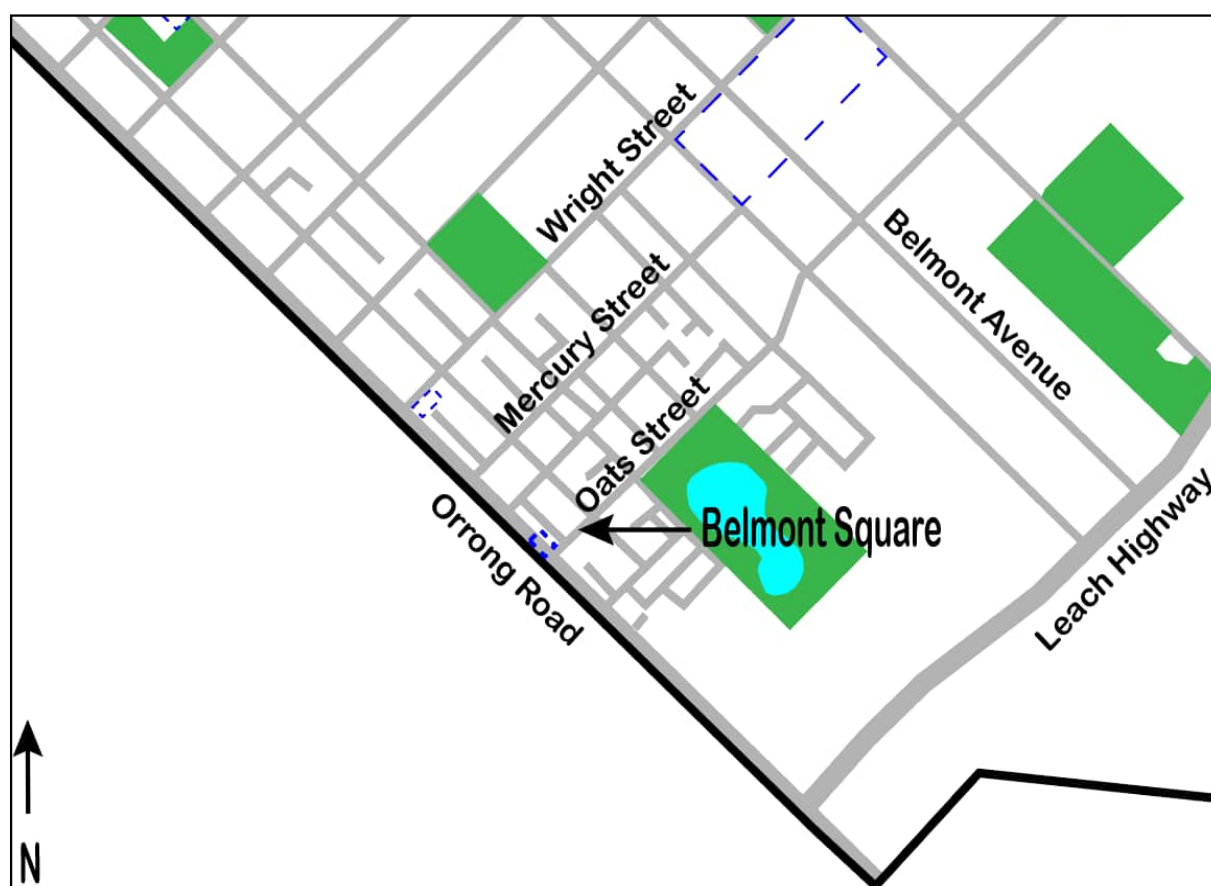 Wright Street
Belmont Avenue
Mercury Street
Oats Street
Orrong Road
Belmont Square
Leach Highway
N